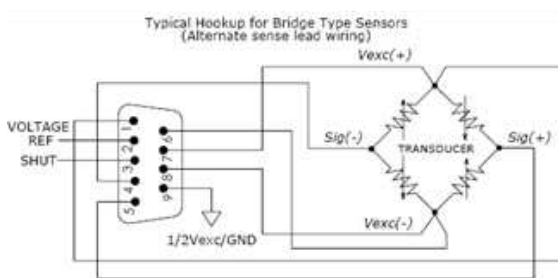 Typical Hookup for Bridge Type Sensors
(Alternate sense lead wiring)
Vexc(+)
VOLTAGE
REF
SHUT
1
2
3
4
5
6
7
8
9
Sig(-)
TRANSDUCER
Sig(+)
Vexc(-)
1/2Vexc/GND